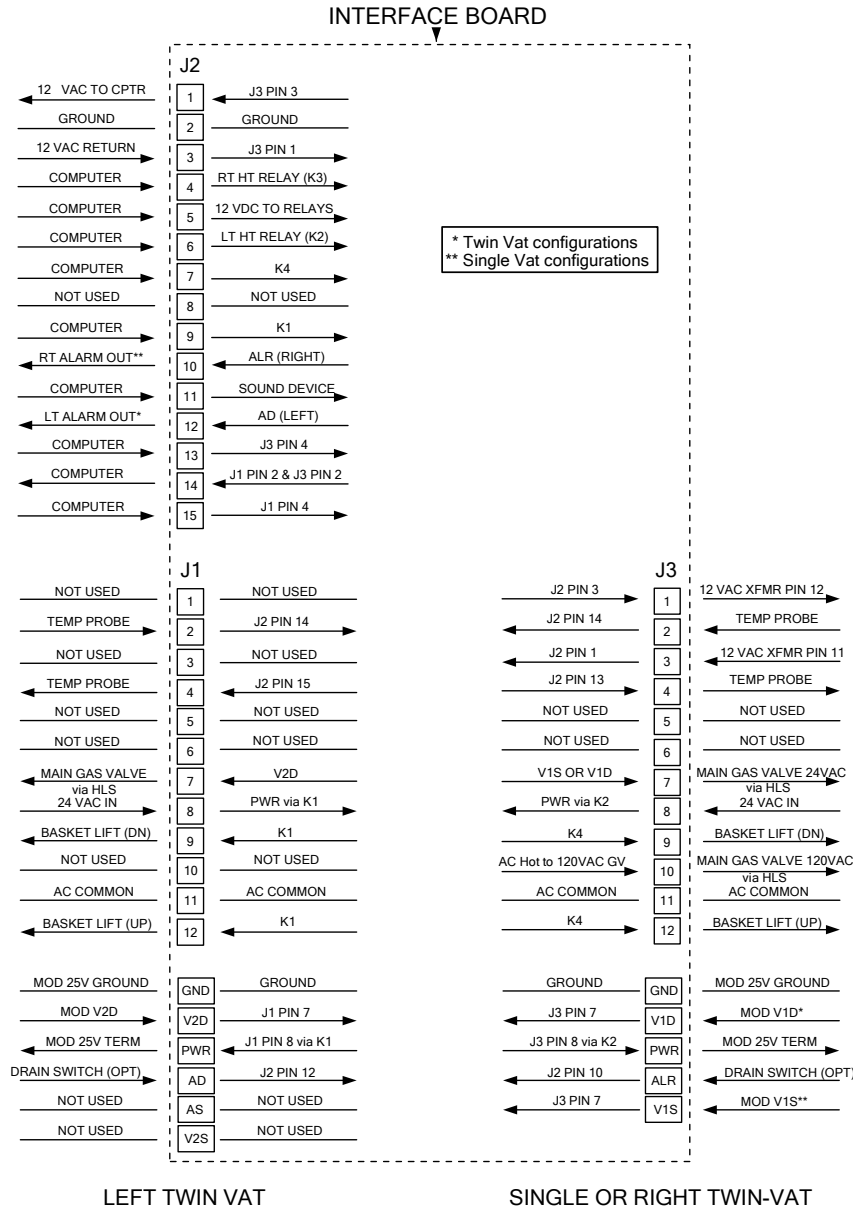 INTERFACE BOARD
J2
12 VAC TO CPTR 1 J3 PIN 3
GROUND 2 GROUND
12 VAC RETURN 3 J3 PIN 1
COMPUTER 4 RT HT RELAY (K3)
COMPUTER 5 12 VDC TO RELAYS
COMPUTER 6 LT HT RELAY (K2)
COMPUTER 7 K4
NOT USED 8 NOT USED
COMPUTER 9 K1
RT ALARM OUT** 10 ALR (RIGHT)
COMPUTER 11 SOUND DEVICE
LT ALARM OUT* 12 AD (LEFT)
COMPUTER 13 J3 PIN 4
COMPUTER 14 J1 PIN 2 & J3 PIN 2
COMPUTER 15 J1 PIN 4
* Twin Vat configurations
** Single Vat configurations
J1
NOT USED 1 NOT USED
TEMP PROBE 2 J2 PIN 14
NOT USED 3 NOT USED
TEMP PROBE 4 J2 PIN 15
NOT USED 5 NOT USED
NOT USED 6 NOT USED
MAIN GAS VALVE 7 V2D
via HLS
24 VAC IN 8 PWR via K1
BASKET LIFT (DN) 9 K1
NOT USED 10 NOT USED
AC COMMON 11 AC COMMON
BASKET LIFT (UP) 12 K1
MOD 25V GROUND GND GROUND
MOD V2D V2D J1 PIN 7
MOD 25V TERM PWR J1 PIN 8 via K1
DRAIN SWITCH (OPT) AD J2 PIN 12
NOT USED AS NOT USED
NOT USED V2S NOT USED
J3
J2 PIN 3 1 12 VAC XFMR PIN 12
J2 PIN 14 2 TEMP PROBE
J2 PIN 1 3 12 VAC XFMR PIN 11
J2 PIN 13 4 TEMP PROBE
NOT USED 5 NOT USED
NOT USED 6 NOT USED
V1S OR V1D 7 MAIN GAS VALVE 24VAC
via HLS
PWR via K2 8 24 VAC IN
K4 9 BASKET LIFT (DN)
AC Hot to 120VAC GV 10 MAIN GAS VALVE 120VAC
via HLS
AC COMMON 11 AC COMMON
K4 12 BASKET LIFT (UP)
GROUND GND MOD 25V GROUND
J3 PIN 7 V1D MOD V1D*
J3 PIN 8 via K2 PWR MOD 25V TERM
J2 PIN 10 ALR DRAIN SWITCH (OPT)
J3 PIN 7 V1S MOD V1S**
LEFT TWIN VAT
SINGLE OR RIGHT TWIN-VAT